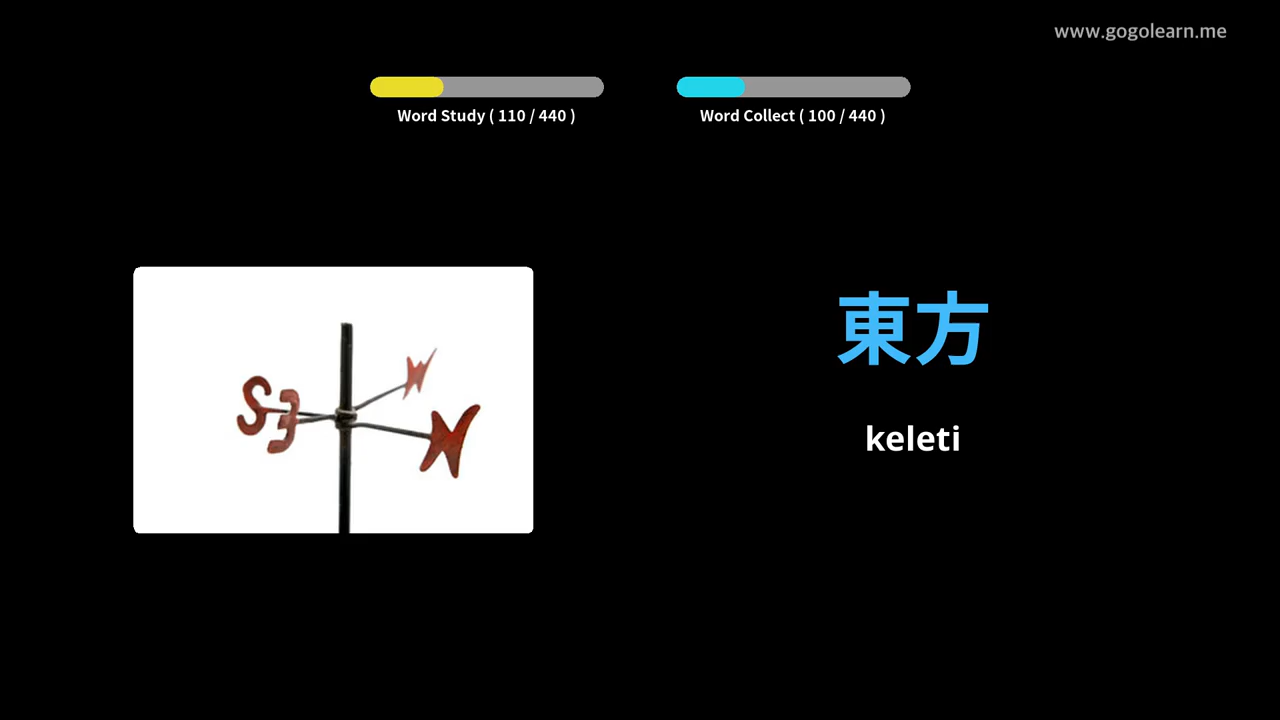 www.gogolearn.me
Word Study ( 110 / 440 )
Word Collect ( 100 / 440 )
東方
keleti
S
E
N